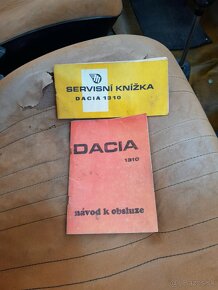 SERVISNÍ KNÍŽKA
DACIA 1310
DACIA
1310
návod k obsluze